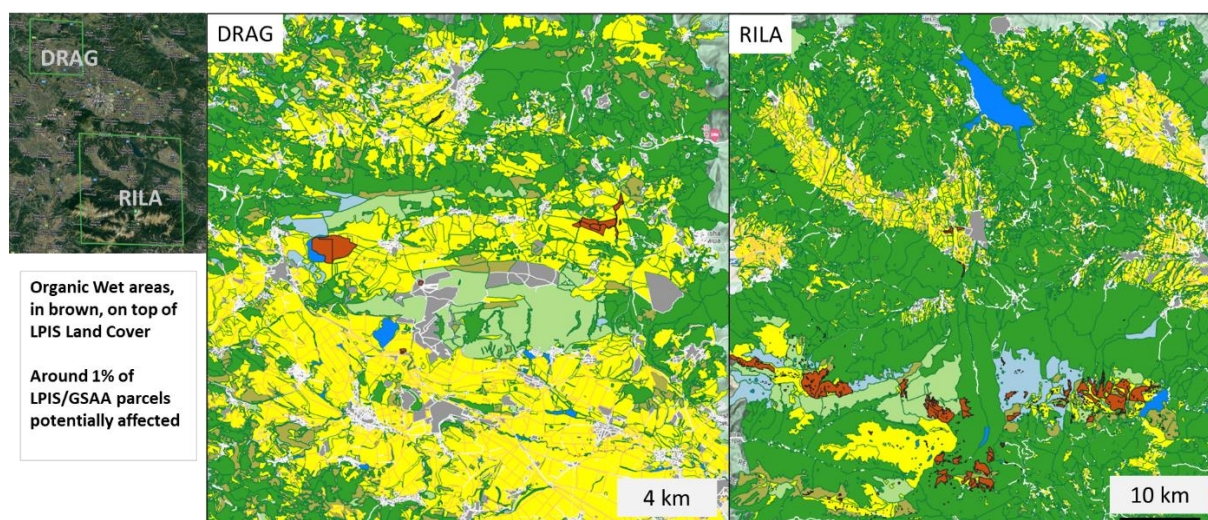 DRAG
RILA
Organic Wet areas,
in brown, on top of
LPIS Land Cover
Around 1% of
LPIS/GSAA parcels
potentially affected
DRAG
4 km
RILA
10 km